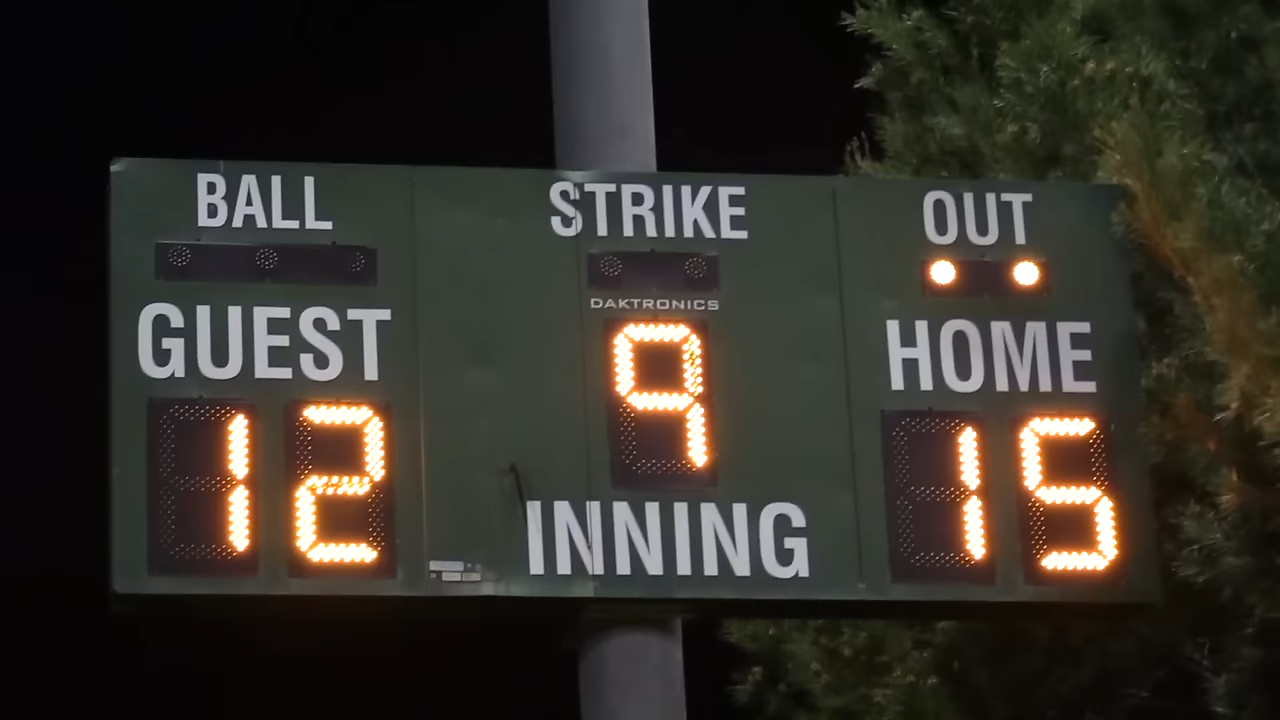 BALL STRIKE OUT
DAKTRONICS
GUEST 9 HOME
12 15
INNING